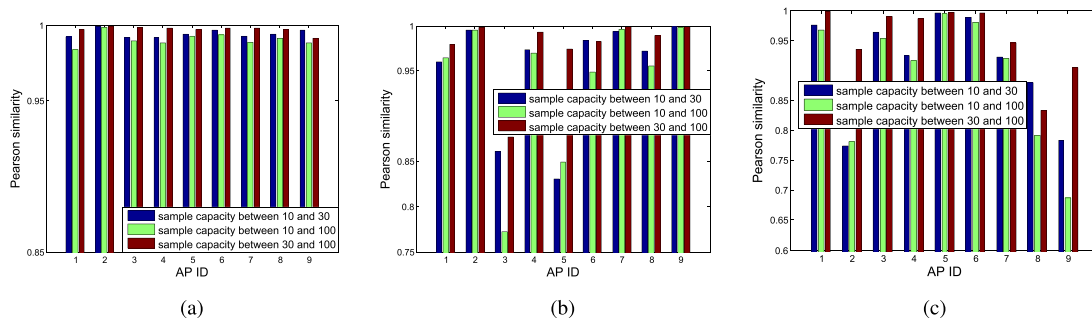 1
0.95
0.85
Pearson similarity
sample capacity between 10 and 30
sample capacity between 10 and 100
sample capacity between 30 and 100
1 2 3 4 5 6 7 8 9
AP ID
(a)
1
0.95
0.85
0.8
0.75
Pearson similarity
sample capacity between 10 and 30
sample capacity between 10 and 100
sample capacity between 30 and 100
1 2 3 4 5 6 7 8 9
AP ID
(b)
1
0.95
0.9
0.85
0.8
0.75
0.7
0.65
0.6
Pearson similarity
sample capacity between 10 and 30
sample capacity between 10 and 100
sample capacity between 30 and 100
1 2 3 4 5 6 7 8 9
AP ID
(c)